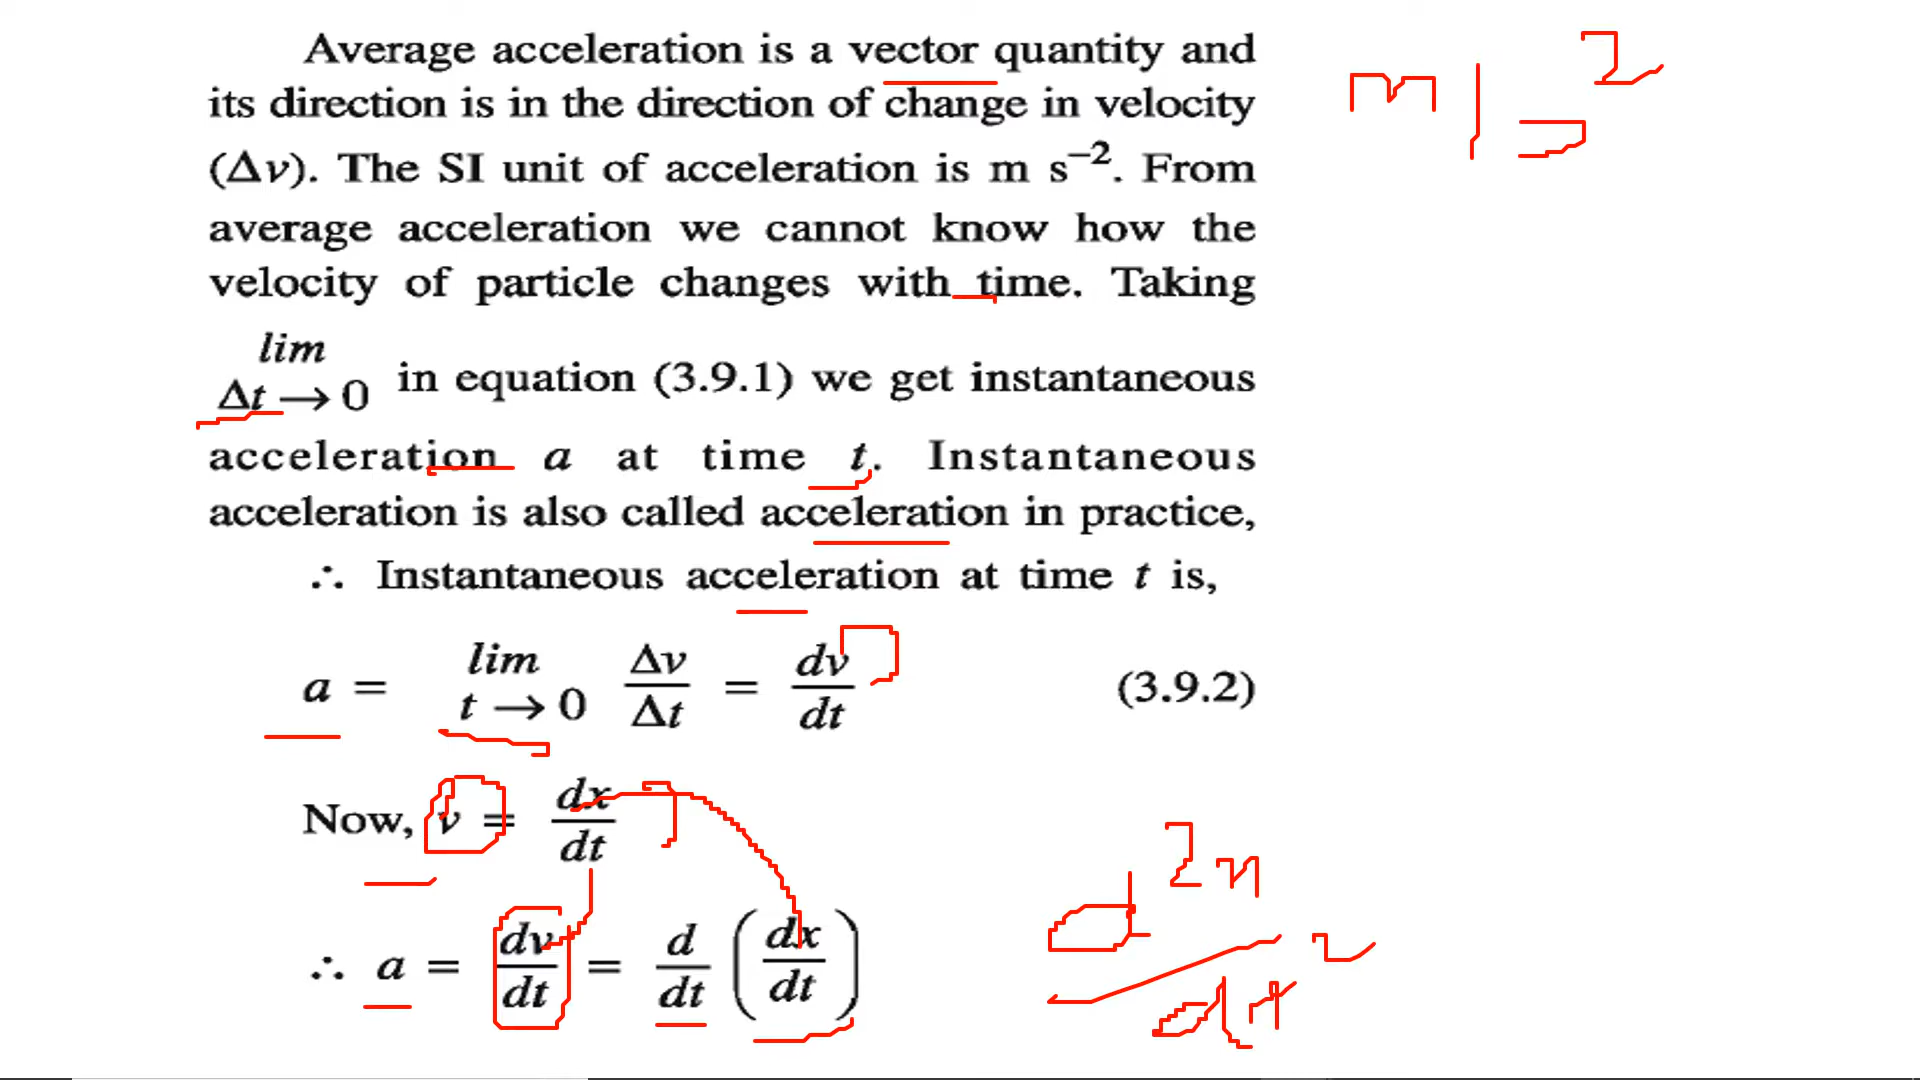 Average acceleration is a vector quantity and
its direction is in the direction of change in velocity
(Δv). The SI unit of acceleration is m s⁻². From
average acceleration we cannot know how the
velocity of particle changes with time. Taking
lim
Δt → 0 in equation (3.9.1) we get instantaneous
acceleration a at time t. Instantaneous
acceleration is also called acceleration in practice,
∴ Instantaneous acceleration at time t is,
a = lim t → 0 Δv/Δt = dv/dt (3.9.2)
Now, v = dx/dt
∴ a = dv/dt = d/dt (dx/dt)